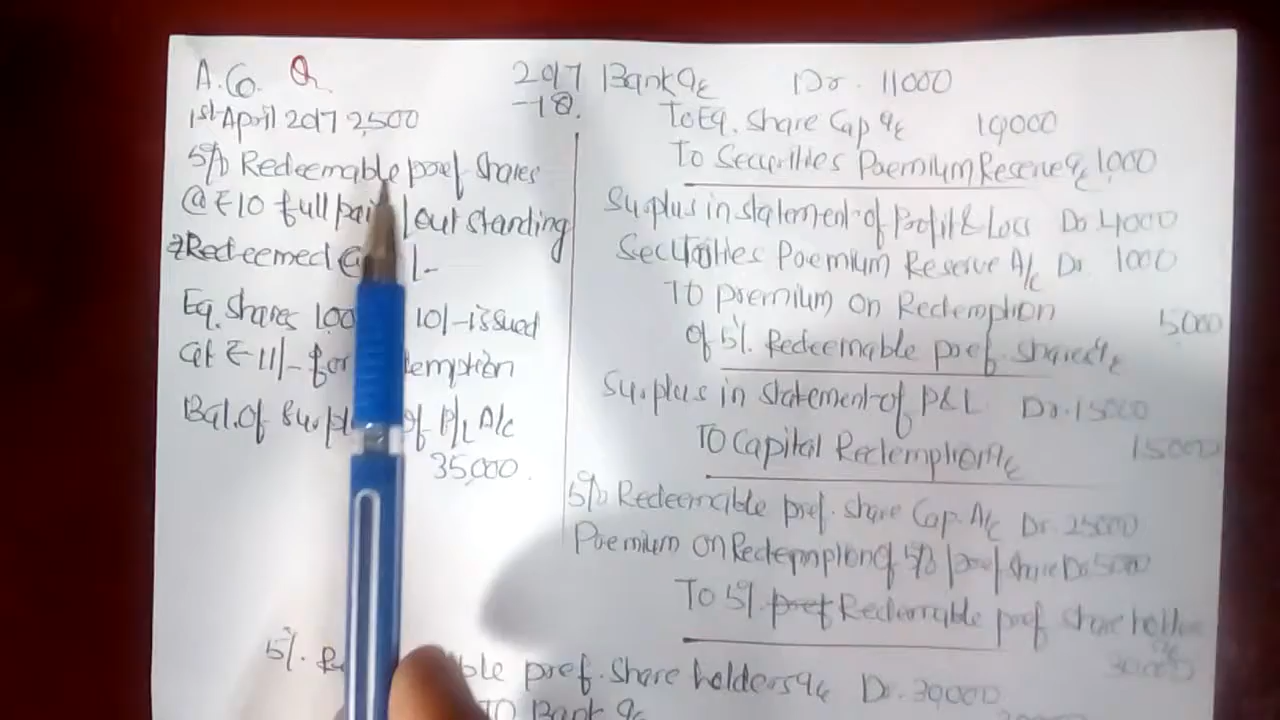 A. Co. Q
1st April 2017 2500
5% Redeemable pref shares
@ ₹10 full paid outstanding
& Redeemed @ /-
Eq. shares 10/- issued
at ₹11/- for
Bal. of of P/L A/c
35,000
2017
-18.
Bank a/c Dr. 11000
To Eq. share Cap a/c 10000
To Securities Premium Reserve a/c 1000
Surplus in statement of Profit & Loss Dr. 4000
Securities Premium Reserve A/c Dr. 1000
To premium on Redemption
of 5% Redeemable pref. shares a/c 5000
Surplus in statement of P&L Dr. 15000
To Capital Redemption a/c 15000
5% Redeemable pref. share Cap. A/c Dr. 25000
Premium on Redemption of 5% pref share Dr 5000
To 5% pref Redeemable pref share holders
a/c 30000
5% pref. share holders a/c Dr. 30000
To Bank a/c